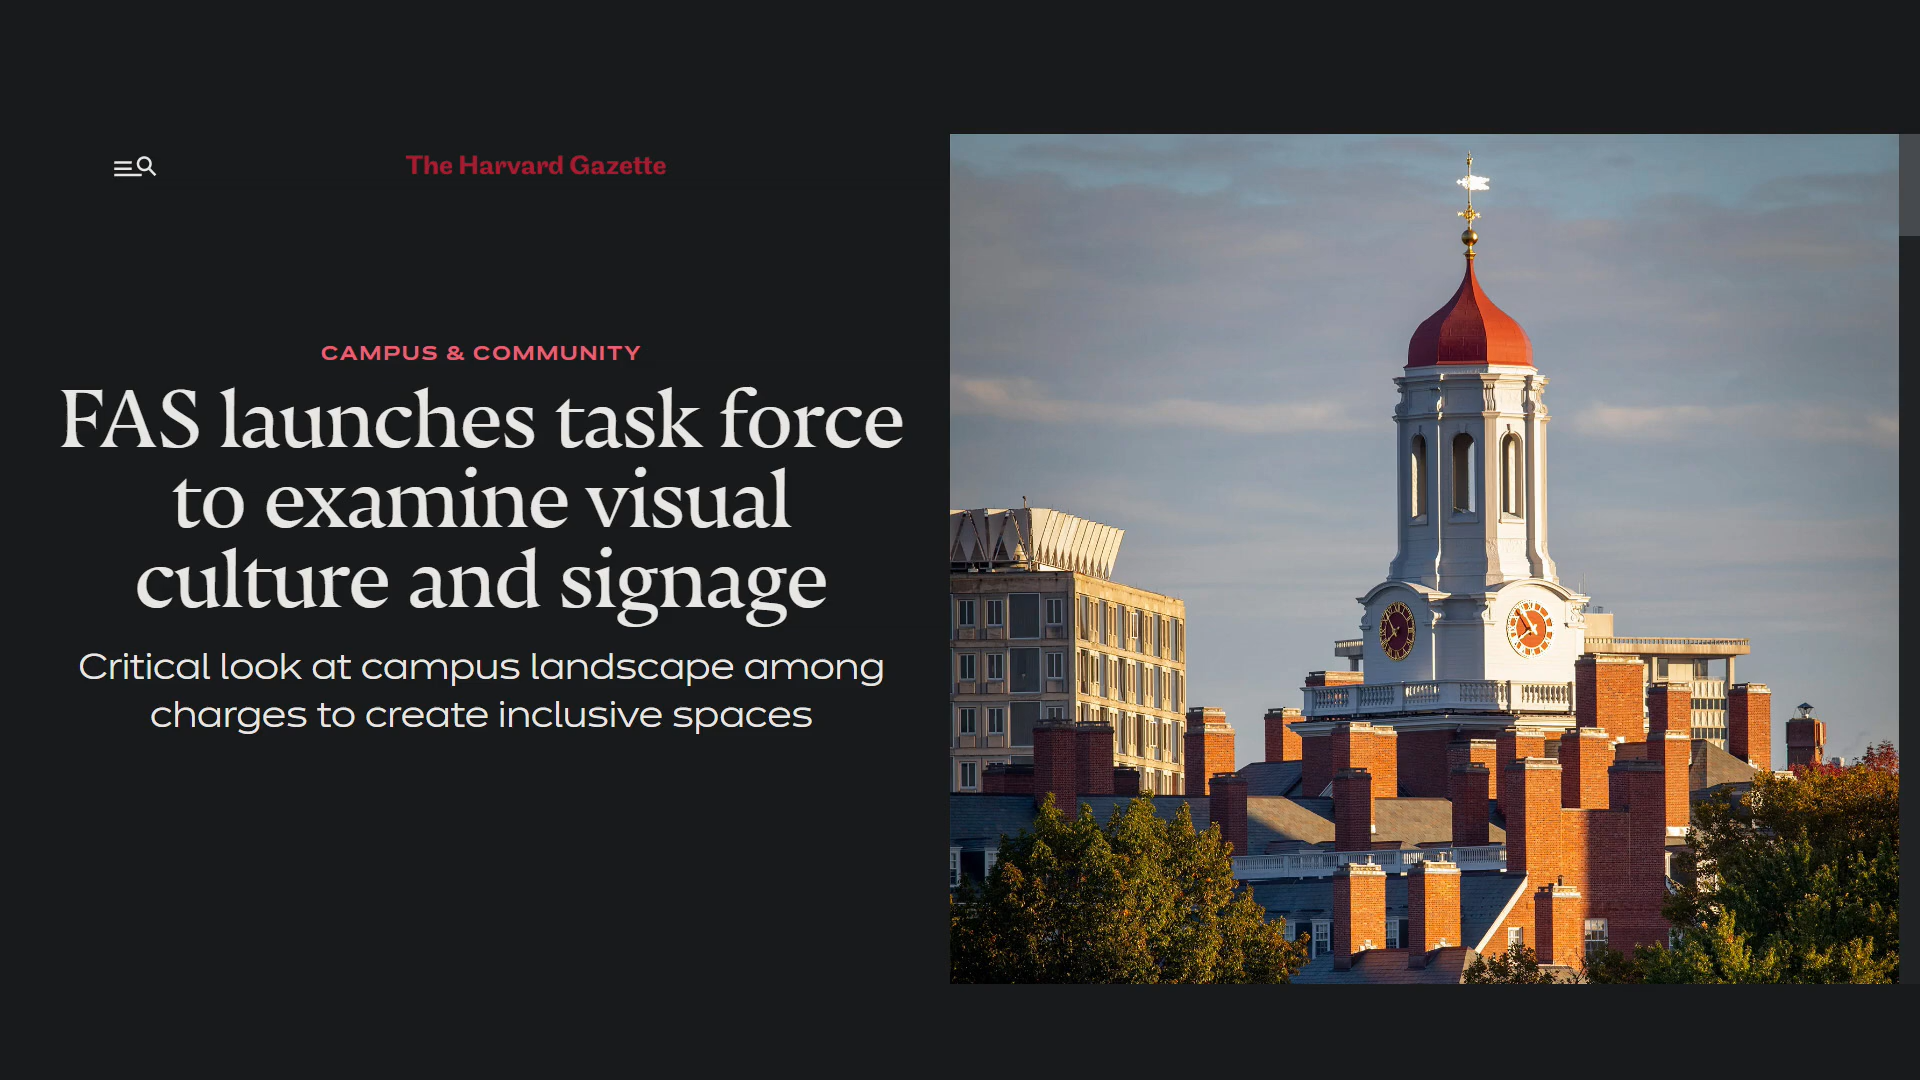 The Harvard Gazette
CAMPUS & COMMUNITY
FAS launches task force
to examine visual
culture and signage
Critical look at campus landscape among
charges to create inclusive spaces